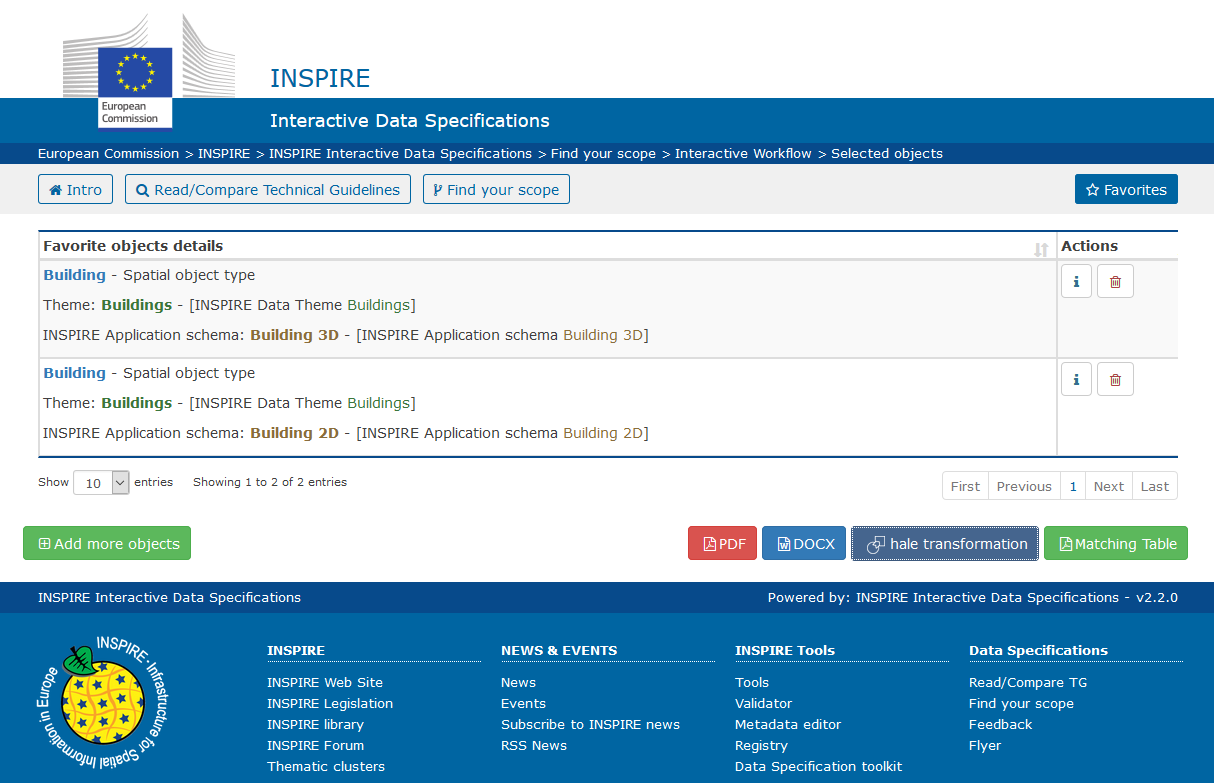 European
Commission
INSPIRE
Interactive Data Specifications
European Commission > INSPIRE > INSPIRE Interactive Data Specifications > Find your scope > Interactive Workflow > Selected objects
Intro Read/Compare Technical Guidelines Find your scope Favorites
Favorite objects details Actions
Building - Spatial object type
Theme: Buildings - [INSPIRE Data Theme Buildings]
INSPIRE Application schema: Building 3D - [INSPIRE Application schema Building 3D]
Building - Spatial object type
Theme: Buildings - [INSPIRE Data Theme Buildings]
INSPIRE Application schema: Building 2D - [INSPIRE Application schema Building 2D]
Show 10 entries Showing 1 to 2 of 2 entries First Previous 1 Next Last
Add more objects PDF DOCX hale transformation Matching Table
INSPIRE Interactive Data Specifications Powered by: INSPIRE Interactive Data Specifications - v2.2.0
INSPIRE · Infrastructure for Spatial Information in Europe
INSPIRE NEWS & EVENTS INSPIRE Tools Data Specifications
INSPIRE Web Site News Tools Read/Compare TG
INSPIRE Legislation Events Validator Find your scope
INSPIRE library Subscribe to INSPIRE news Metadata editor Feedback
INSPIRE Forum RSS News Registry Flyer
Thematic clusters Data Specification toolkit